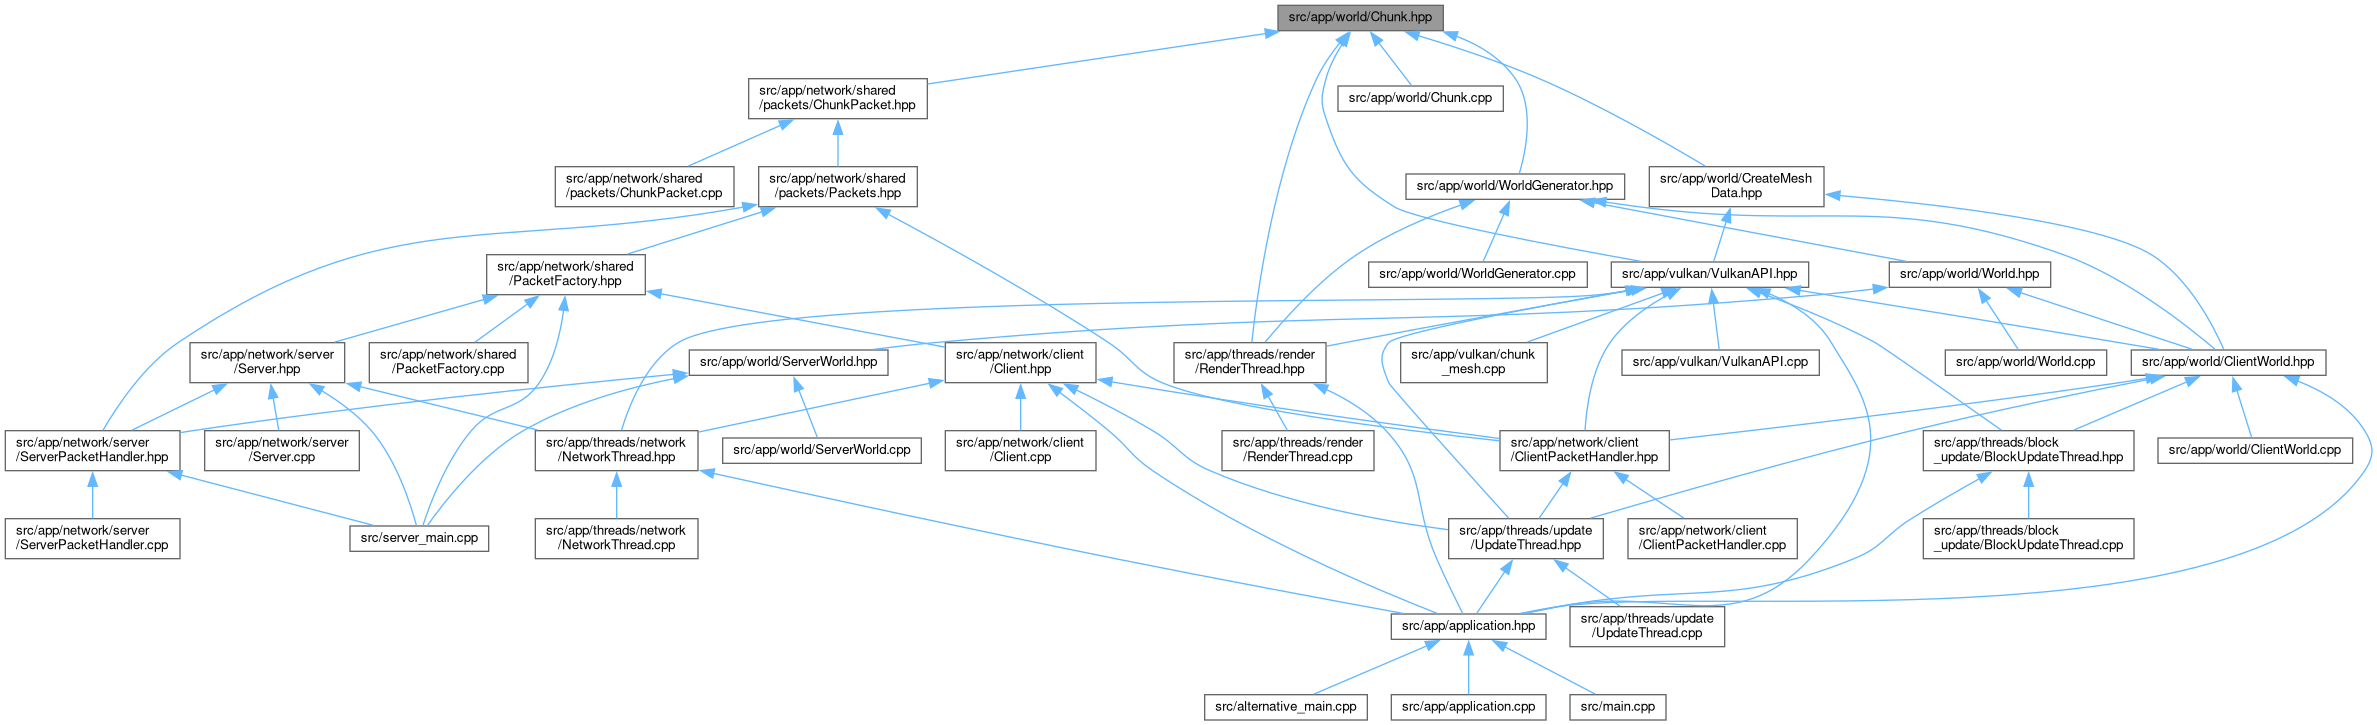 src/app/world/Chunk.hpp
src/app/network/shared
/packets/ChunkPacket.hpp
src/app/world/Chunk.cpp
src/app/network/shared
/packets/ChunkPacket.cpp
src/app/network/shared
/packets/Packets.hpp
src/app/world/WorldGenerator.hpp
src/app/world/CreateMesh
Data.hpp
src/app/network/shared
/PacketFactory.hpp
src/app/world/WorldGenerator.cpp
src/app/vulkan/VulkanAPI.hpp
src/app/world/World.hpp
src/app/network/server
/Server.hpp
src/app/network/shared
/PacketFactory.cpp
src/app/world/ServerWorld.hpp
src/app/network/client
/Client.hpp
src/app/threads/render
/RenderThread.hpp
src/app/vulkan/chunk
_mesh.cpp
src/app/vulkan/VulkanAPI.cpp
src/app/world/World.cpp
src/app/world/ClientWorld.hpp
src/app/network/server
/ServerPacketHandler.hpp
src/app/network/server
/Server.cpp
src/app/threads/network
/NetworkThread.hpp
src/app/world/ServerWorld.cpp
src/app/network/client
/Client.cpp
src/app/threads/render
/RenderThread.cpp
src/app/network/client
/ClientPacketHandler.hpp
src/app/threads/block
_update/BlockUpdateThread.hpp
src/app/world/ClientWorld.cpp
src/app/network/server
/ServerPacketHandler.cpp
src/server_main.cpp
src/app/threads/network
/NetworkThread.cpp
src/app/threads/update
/UpdateThread.hpp
src/app/network/client
/ClientPacketHandler.cpp
src/app/threads/block
_update/BlockUpdateThread.cpp
src/app/application.hpp
src/app/threads/update
/UpdateThread.cpp
src/alternative_main.cpp
src/app/application.cpp
src/main.cpp